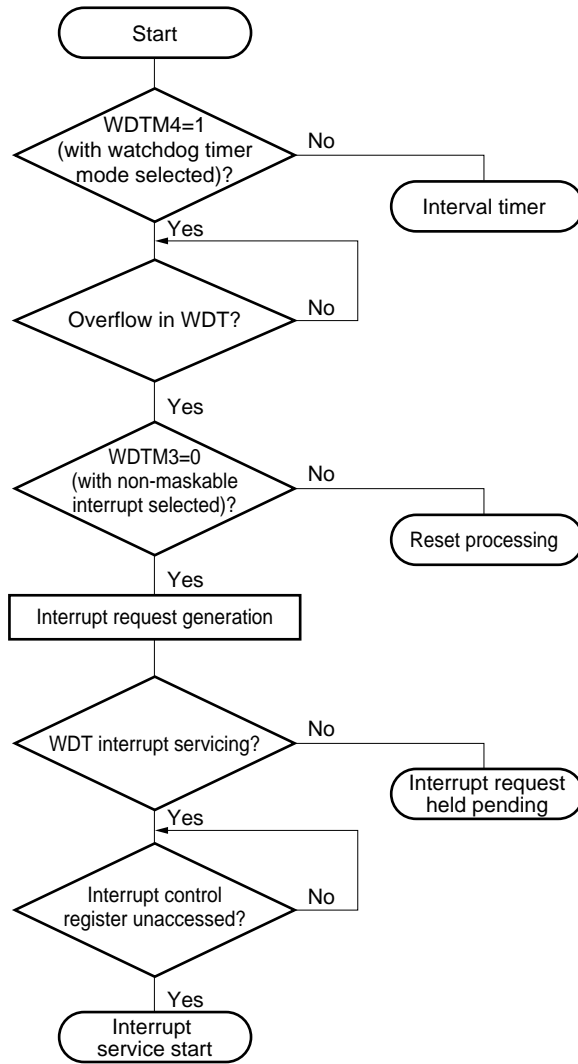 Start
WDTM4=1
(with watchdog timer
mode selected)?
No
Interval timer
Yes
Overflow in WDT?
No
Yes
WDTM3=0
(with non-maskable
interrupt selected)?
No
Reset processing
Yes
Interrupt request generation
WDT interrupt servicing?
No
Interrupt request
held pending
Yes
Interrupt control
register unaccessed?
No
Yes
Interrupt
service start